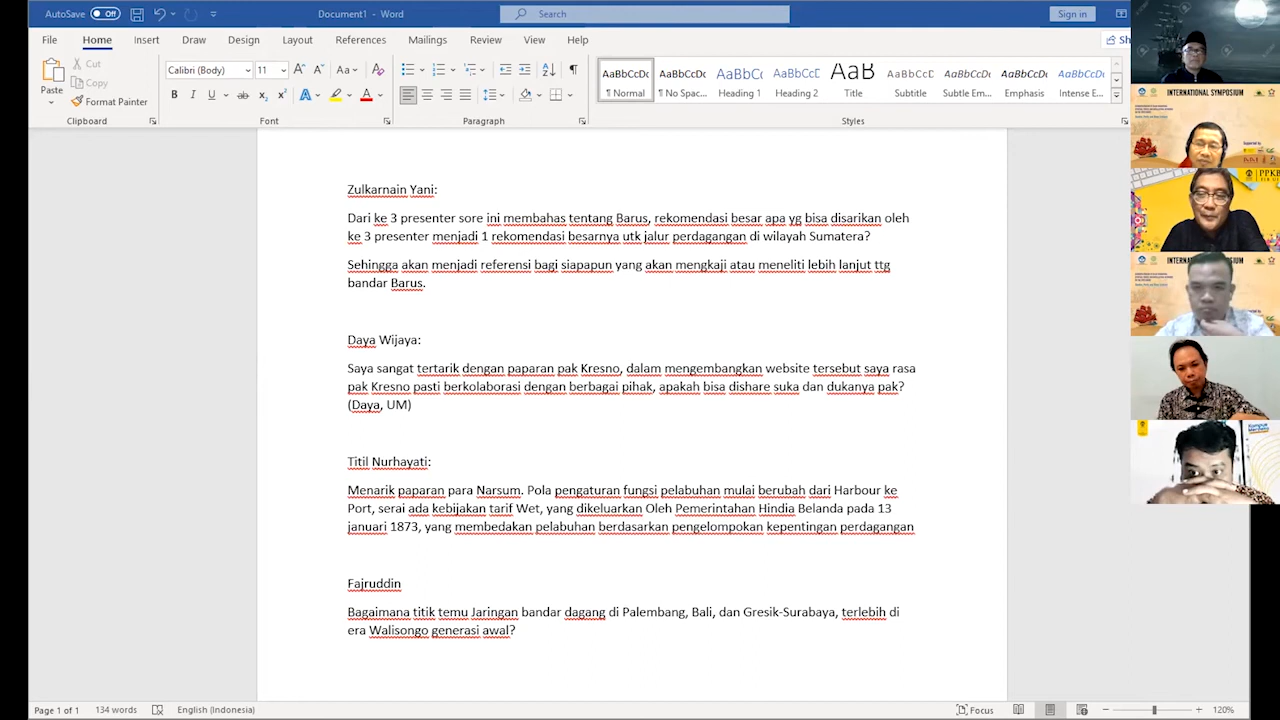 AutoSave Off Document1 - Word Search Sign in
File Home Insert Draw Design Layout References Mailings Review View Help
Paste Cut Copy Format Painter
Clipboard
Calibri (Body) 11
Font
Paragraph
AaBbCcDc AaBbCcDc AaBbCcC AaBbCcC AaB AaBbCcC AaBbCcDc AaBbCcDc AaBbCcDc
¶ Normal ¶ No Spac... Heading 1 Heading 2 Title Subtitle Subtle Em... Emphasis Intense E...
Styles
Zulkarnain Yani:
Dari ke 3 presenter sore ini membahas tentang Barus, rekomendasi besar apa yg bisa disarikan oleh
ke 3 presenter menjadi 1 rekomendasi besarnya utk jalur perdagangan di wilayah Sumatera?
Sehingga akan menjadi referensi bagi siapapun yang akan mengkaji atau meneliti lebih lanjut ttg
bandar Barus.
Daya Wijaya:
Saya sangat tertarik dengan paparan pak Kresno, dalam mengembangkan website tersebut saya rasa
pak Kresno pasti berkolaborasi dengan berbagai pihak, apakah bisa dishare suka dan dukanya pak?
(Daya, UM)
Titil Nurhayati:
Menarik paparan para Narsum. Pola pengaturan fungsi pelabuhan mulai berubah dari Harbour ke
Port, serai ada kebijakan tarif Wet, yang dikeluarkan Oleh Pemerintahan Hindia Belanda pada 13
januari 1873, yang membedakan pelabuhan berdasarkan pengelompokan kepentingan perdagangan
Fajruddin
Bagaimana titik temu Jaringan bandar dagang di Palembang, Bali, dan Gresik-Surabaya, terlebih di
era Walisongo generasi awal?
Page 1 of 1 134 words English (Indonesia) Focus 120%
INTERNATIONAL SYMPOSIUM
Supported by
PPKB
FIB UI
Kampus
Merdeka